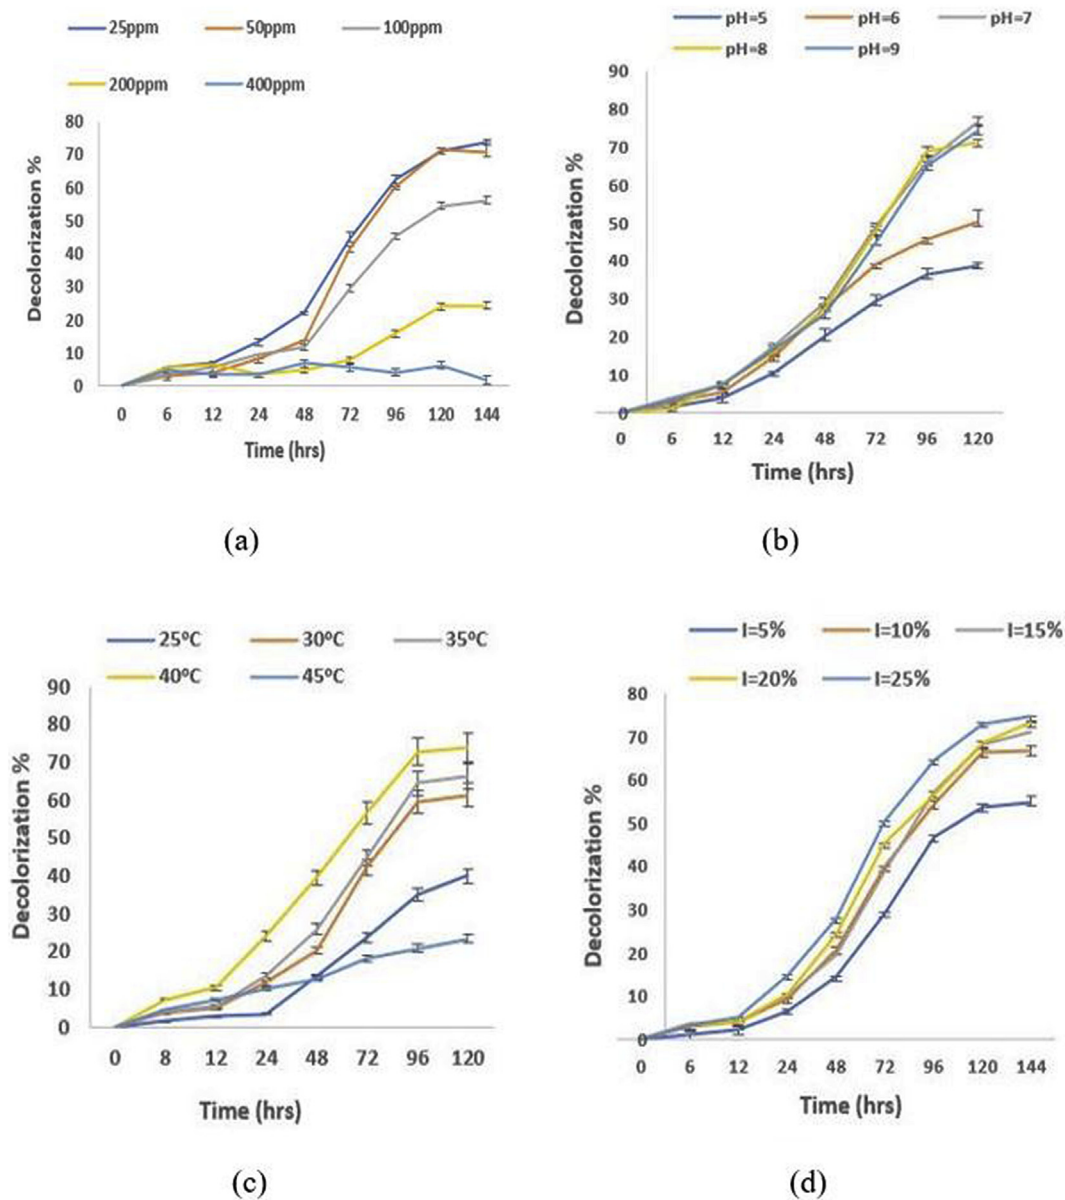 25ppm 50ppm 100ppm
200ppm 400ppm
80
70
60
50
40
30
20
10
0
Decolorization %
0 6 12 24 48 72 96 120 144
Time (hrs)
(a)
pH=5 pH=6 pH=7
pH=8 pH=9
90
80
70
60
50
40
30
20
10
0
Decolorization %
0 6 12 24 48 72 96 120
Time (hrs)
(b)
25ºC 30ºC 35ºC
40ºC 45ºC
90
80
70
60
50
40
30
20
10
0
Decolorization %
0 8 12 24 48 72 96 120
Time (hrs)
(c)
I=5% I=10% I=15%
I=20% I=25%
80
70
60
50
40
30
20
10
0
Decolorization %
0 6 12 24 48 72 96 120 144
Time (hrs)
(d)